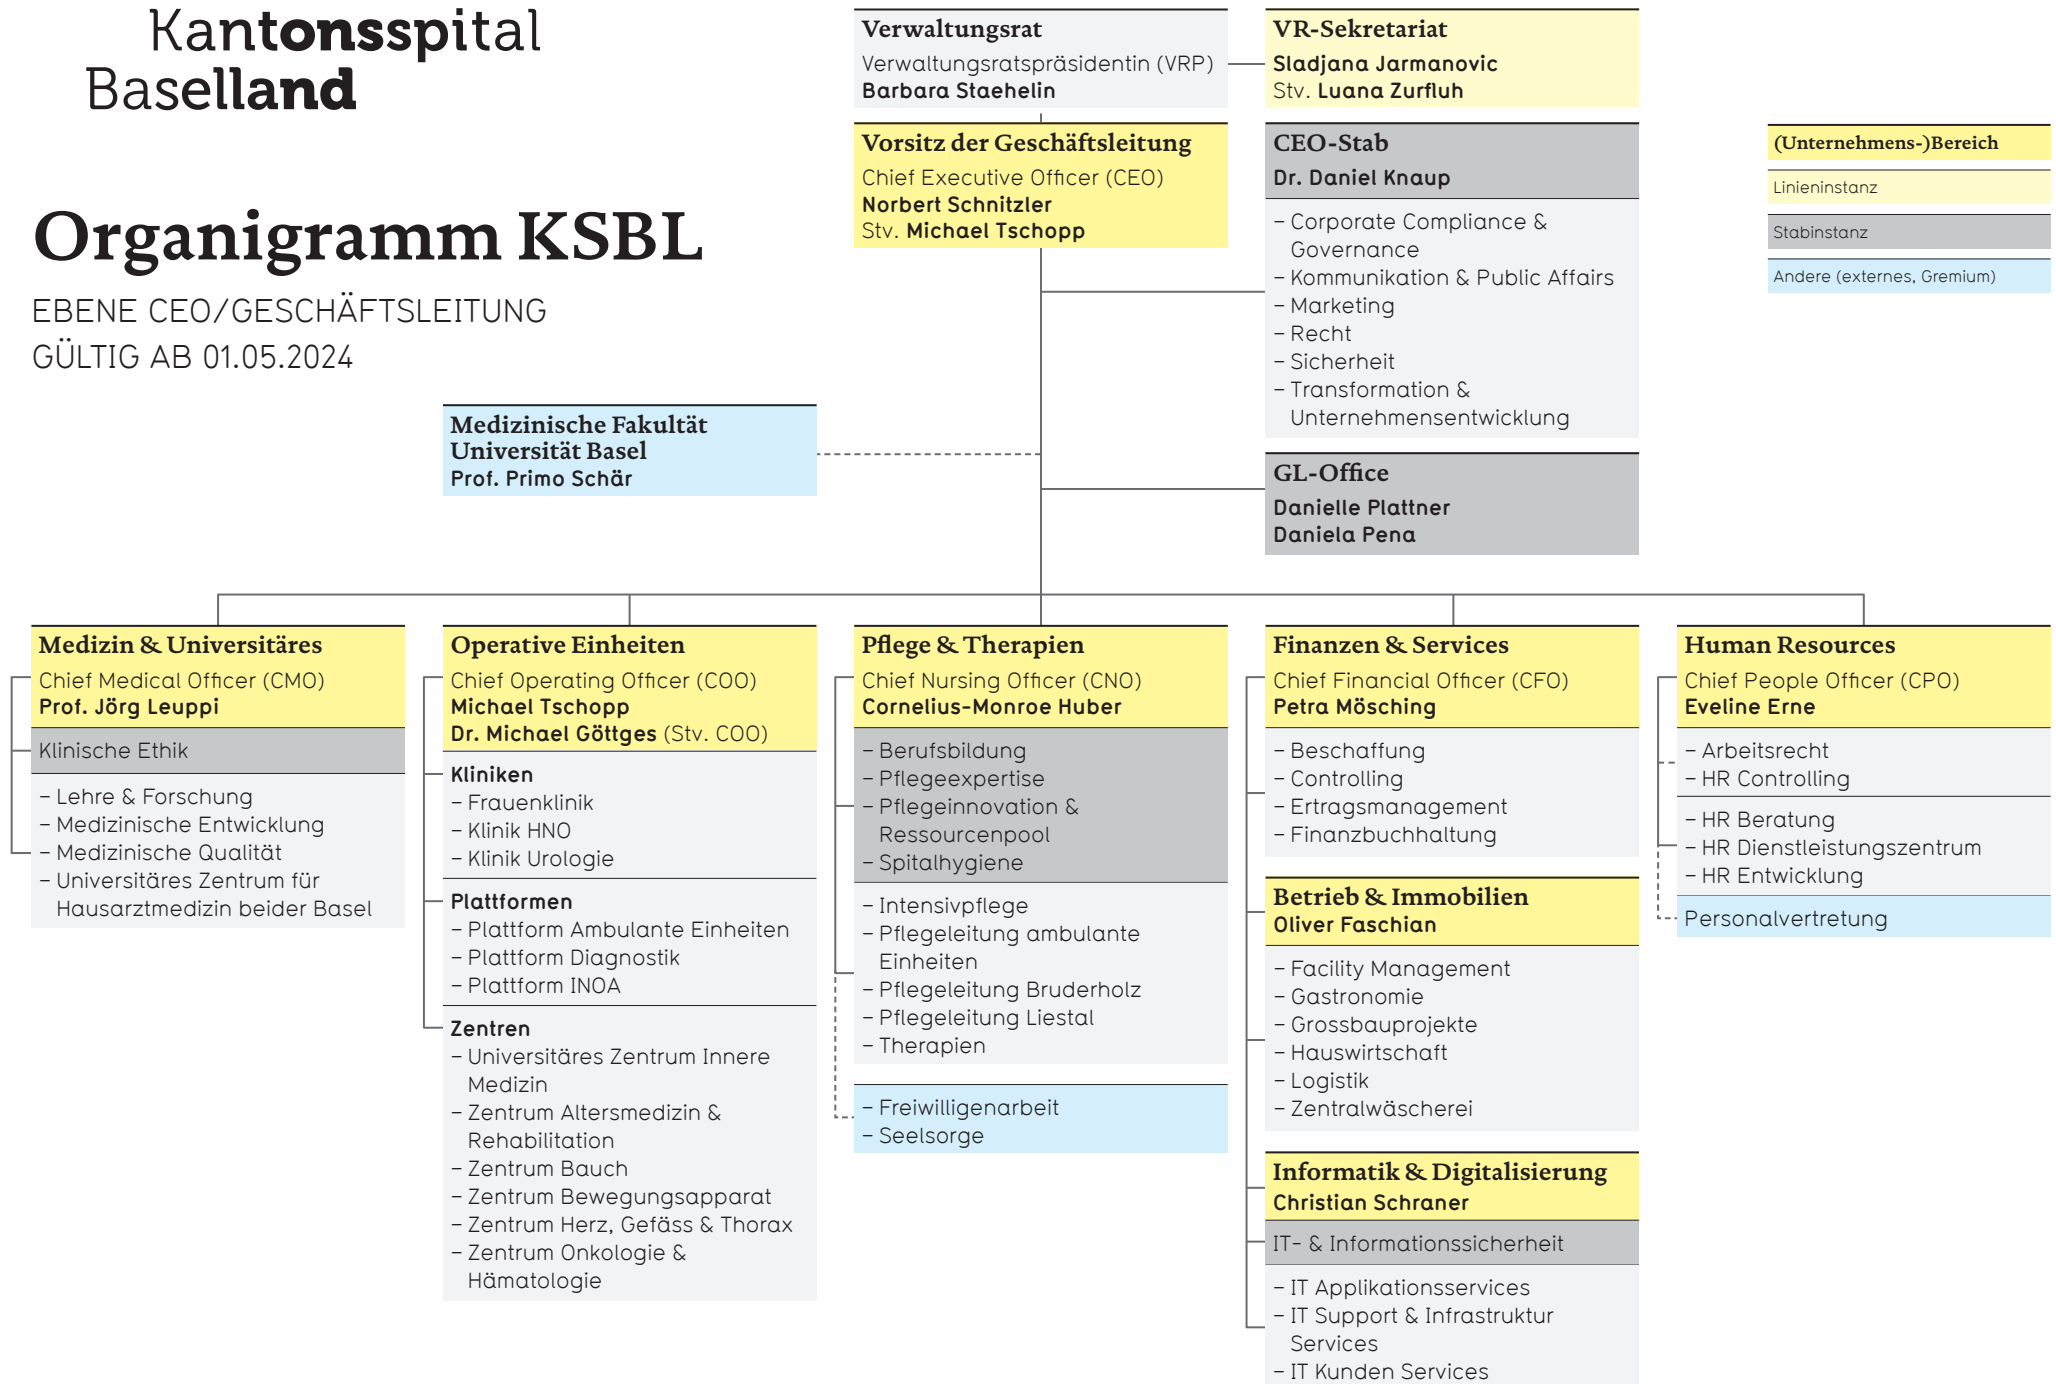 Kantonsspital
Baselland
Organigramm KSBL
EBENE CEO/GESCHÄFTSLEITUNG
GÜLTIG AB 01.05.2024
Verwaltungsrat
Verwaltungsratspräsidentin (VRP)
Barbara Staehelin
VR-Sekretariat
Sladjana Jarmanovic
Stv. Luana Zurfluh
Vorsitz der Geschäftsleitung
Chief Executive Officer (CEO)
Norbert Schnitzler
Stv. Michael Tschopp
CEO-Stab
Dr. Daniel Knaup
– Corporate Compliance &
Governance
– Kommunikation & Public Affairs
– Marketing
– Recht
– Sicherheit
– Transformation &
Unternehmensentwicklung
(Unternehmens-)Bereich
Linieninstanz
Stabinstanz
Andere (externes, Gremium)
Medizinische Fakultät
Universität Basel
Prof. Primo Schär
GL-Office
Danielle Plattner
Daniela Pena
Medizin & Universitäres
Chief Medical Officer (CMO)
Prof. Jörg Leuppi
Klinische Ethik
– Lehre & Forschung
– Medizinische Entwicklung
– Medizinische Qualität
– Universitäres Zentrum für
Hausarztmedizin beider Basel
Operative Einheiten
Chief Operating Officer (COO)
Michael Tschopp
Dr. Michael Göttges (Stv. COO)
Kliniken
– Frauenklinik
– Klinik HNO
– Klinik Urologie
Plattformen
– Plattform Ambulante Einheiten
– Plattform Diagnostik
– Plattform INOA
Zentren
– Universitäres Zentrum Innere
Medizin
– Zentrum Altersmedizin &
Rehabilitation
– Zentrum Bauch
– Zentrum Bewegungsapparat
– Zentrum Herz, Gefäss & Thorax
– Zentrum Onkologie &
Hämatologie
Pflege & Therapien
Chief Nursing Officer (CNO)
Cornelius-Monroe Huber
– Berufsbildung
– Pflegeexpertise
– Pflegeinnovation &
Ressourcenpool
– Spitalhygiene
– Intensivpflege
– Pflegeleitung ambulante
Einheiten
– Pflegeleitung Bruderholz
– Pflegeleitung Liestal
– Therapien
– Freiwilligenarbeit
– Seelsorge
Finanzen & Services
Chief Financial Officer (CFO)
Petra Mösching
– Beschaffung
– Controlling
– Ertragsmanagement
– Finanzbuchhaltung
Betrieb & Immobilien
Oliver Faschian
– Facility Management
– Gastronomie
– Grossbauprojekte
– Hauswirtschaft
– Logistik
– Zentralwäscherei
Informatik & Digitalisierung
Christian Schraner
IT- & Informationssicherheit
– IT Applikationsservices
– IT Support & Infrastruktur
Services
– IT Kunden Services
Human Resources
Chief People Officer (CPO)
Eveline Erne
– Arbeitsrecht
– HR Controlling
– HR Beratung
– HR Dienstleistungszentrum
– HR Entwicklung
Personalvertretung